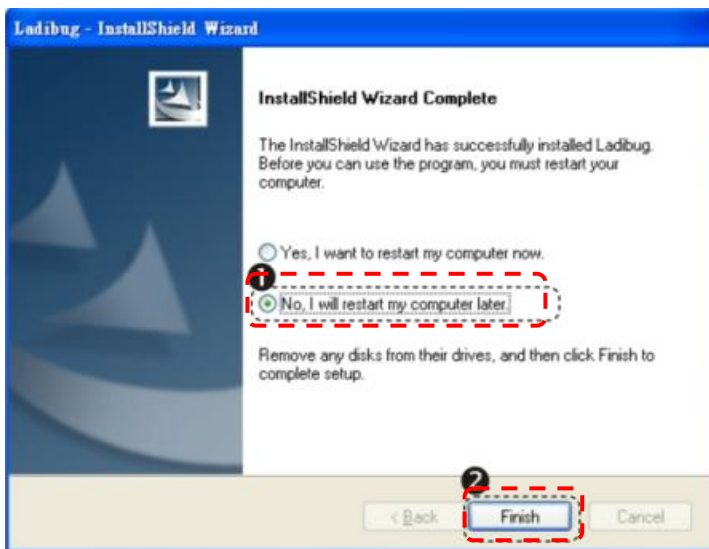 Ladibug - InstallShield Wizard
InstallShield Wizard Complete
The InstallShield Wizard has successfully installed Ladibug.
Before you can use the program, you must restart your
computer.
Yes, I want to restart my computer now.
1
No, I will restart my computer later.
Remove any disks from their drives, and then click Finish to
complete setup.
2
< Back Finish Cancel